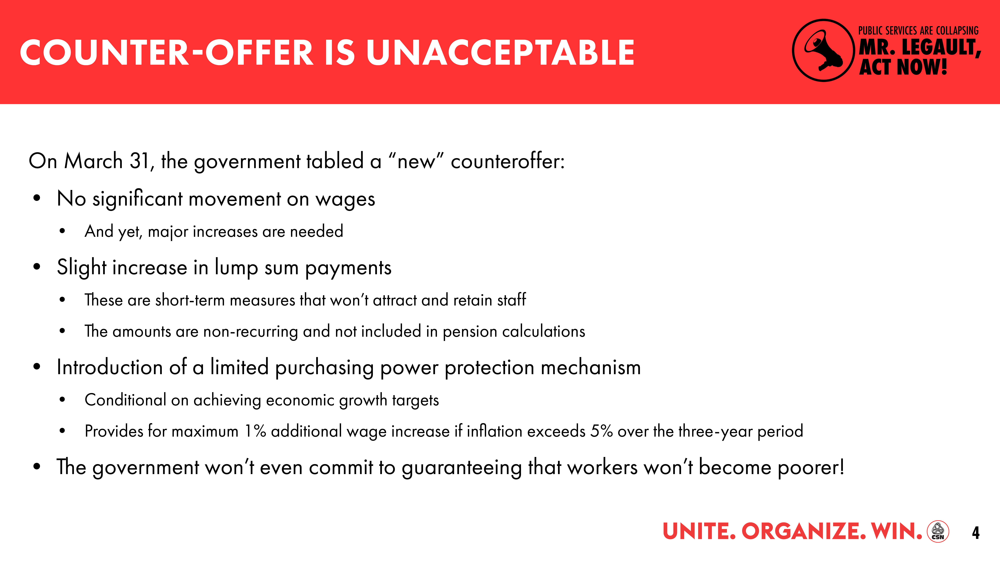 COUNTER-OFFER IS UNACCEPTABLE
PUBLIC SERVICES ARE COLLAPSING
MR. LEGAULT,
ACT NOW!
On March 31, the government tabled a “new” counteroffer:
• No significant movement on wages
• And yet, major increases are needed
• Slight increase in lump sum payments
• These are short-term measures that won’t attract and retain staff
• The amounts are non-recurring and not included in pension calculations
• Introduction of a limited purchasing power protection mechanism
• Conditional on achieving economic growth targets
• Provides for maximum 1% additional wage increase if inflation exceeds 5% over the three-year period
• The government won’t even commit to guaranteeing that workers won’t become poorer!
UNITE. ORGANIZE. WIN.
CSN
4